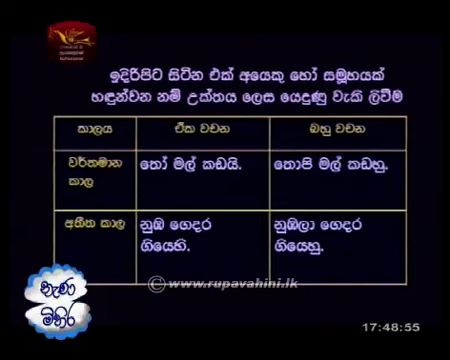 ඉදිරිපිට සිටින එක් අයෙකු හෝ සමූහයක්
හඳුන්වන නම් උක්තය ලෙස යෙදුණු වැකි ලිවීම
කාලය ඒක වචන බහු වචන
වර්තමාන කාල තෝ මල් කඩයි. තොපි මල් කඩහු.
අතීත කාල නුඹ ගෙදර ගියෙහි. නුඹලා ගෙදර ගියෙහු.
© www.rupavahini.lk
නැණ
මිහිර
17:48:55